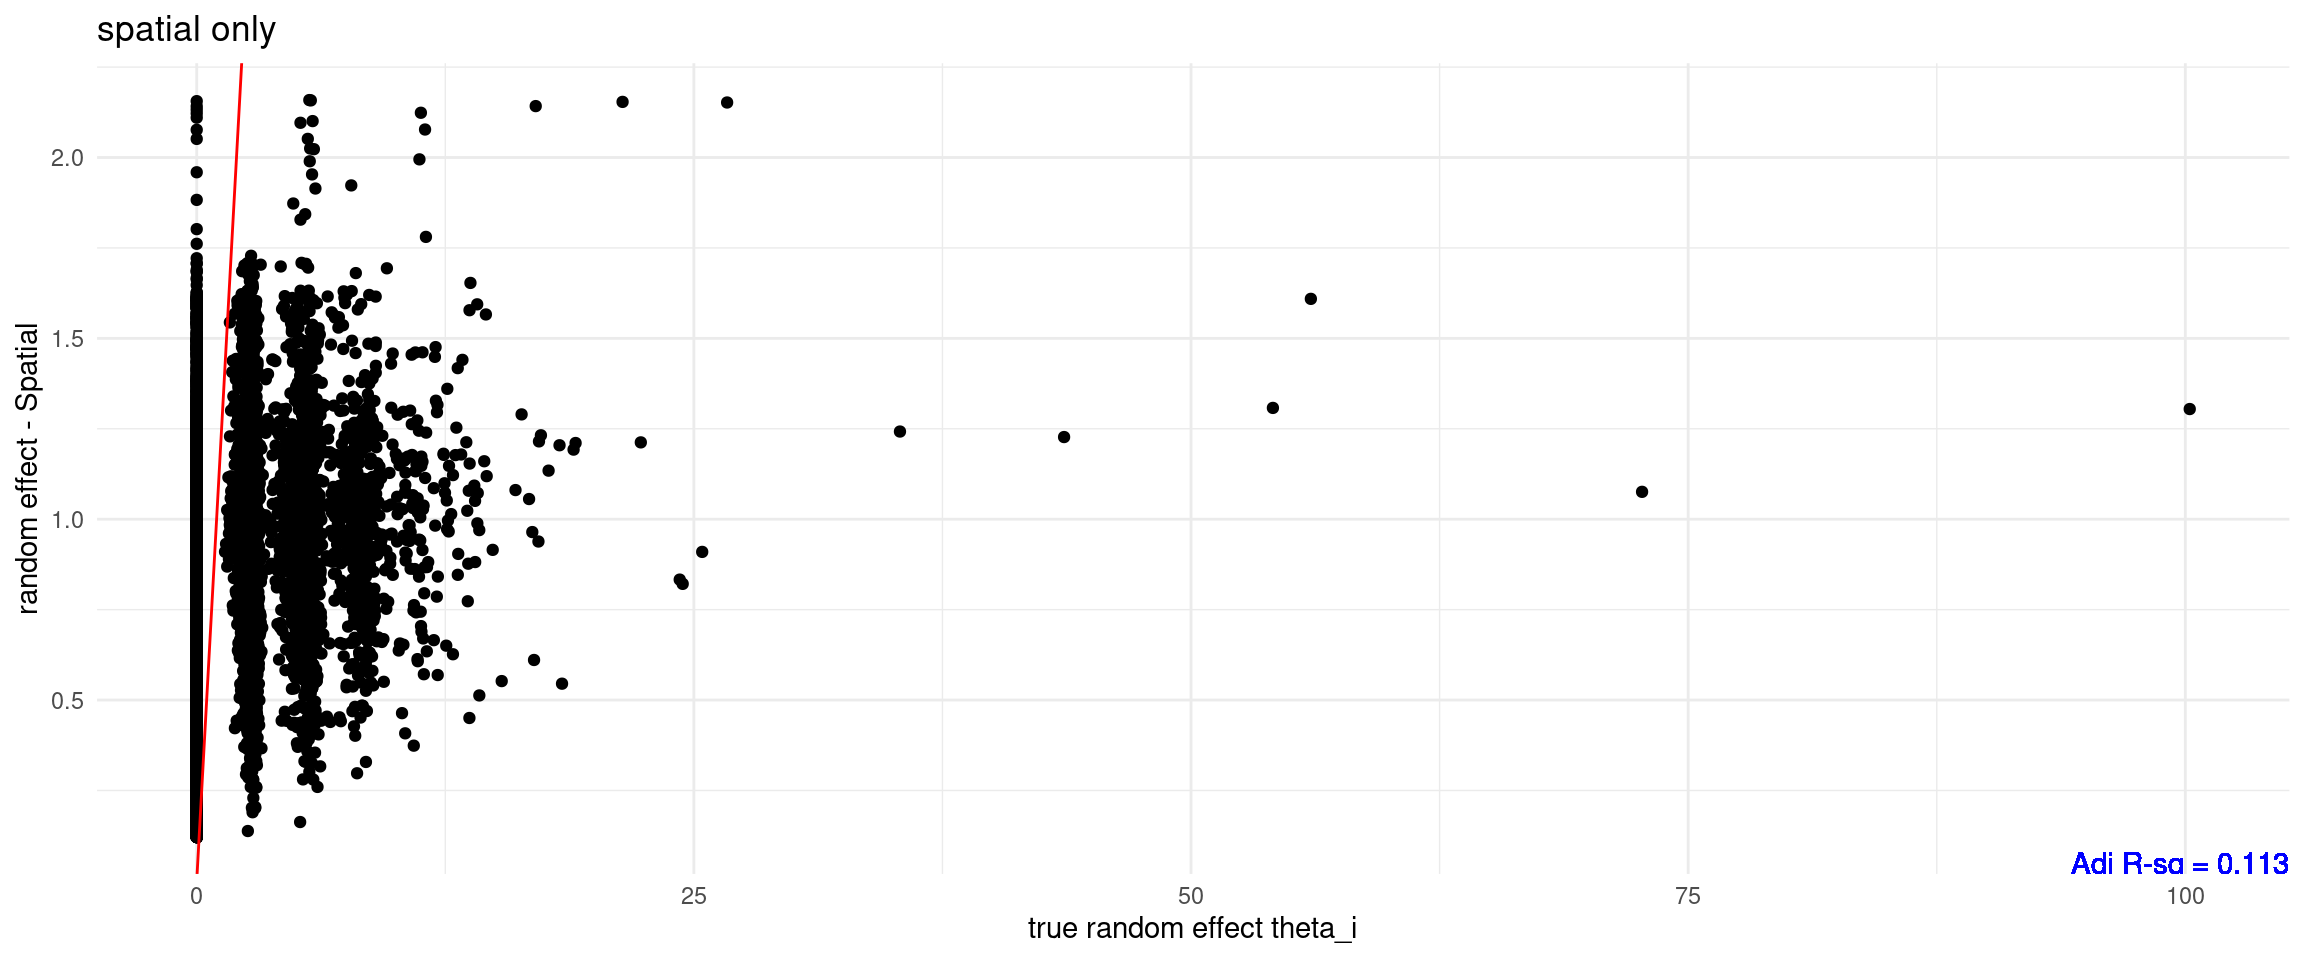 spatial only
random effect - Spatial
2.0
1.5
1.0
0.5
Adj R-sq = 0.113
0 25 50 75 100
true random effect theta_i